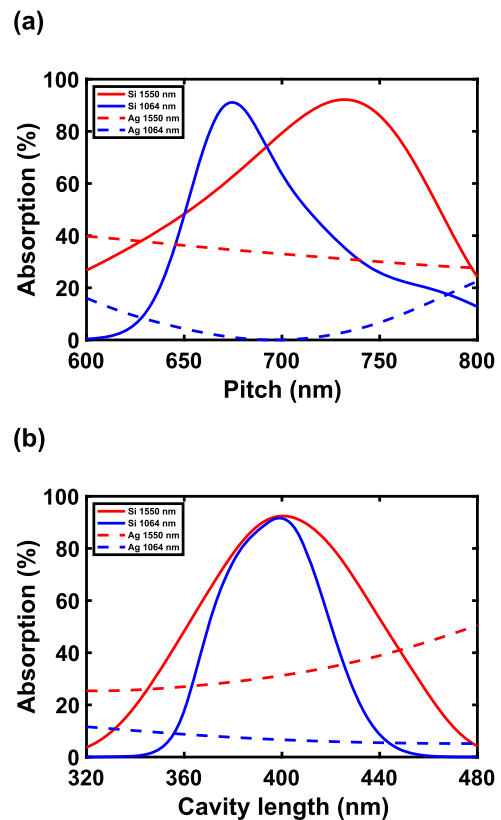 (a)
100
80
60
40
20
0
Absorption (%)
Si 1550 nm
Si 1064 nm
Ag 1550 nm
Ag 1064 nm
600 650 700 750 800
Pitch (nm)
(b)
100
80
60
40
20
0
Absorption (%)
Si 1550 nm
Si 1064 nm
Ag 1550 nm
Ag 1064 nm
320 360 400 440 480
Cavity length (nm)